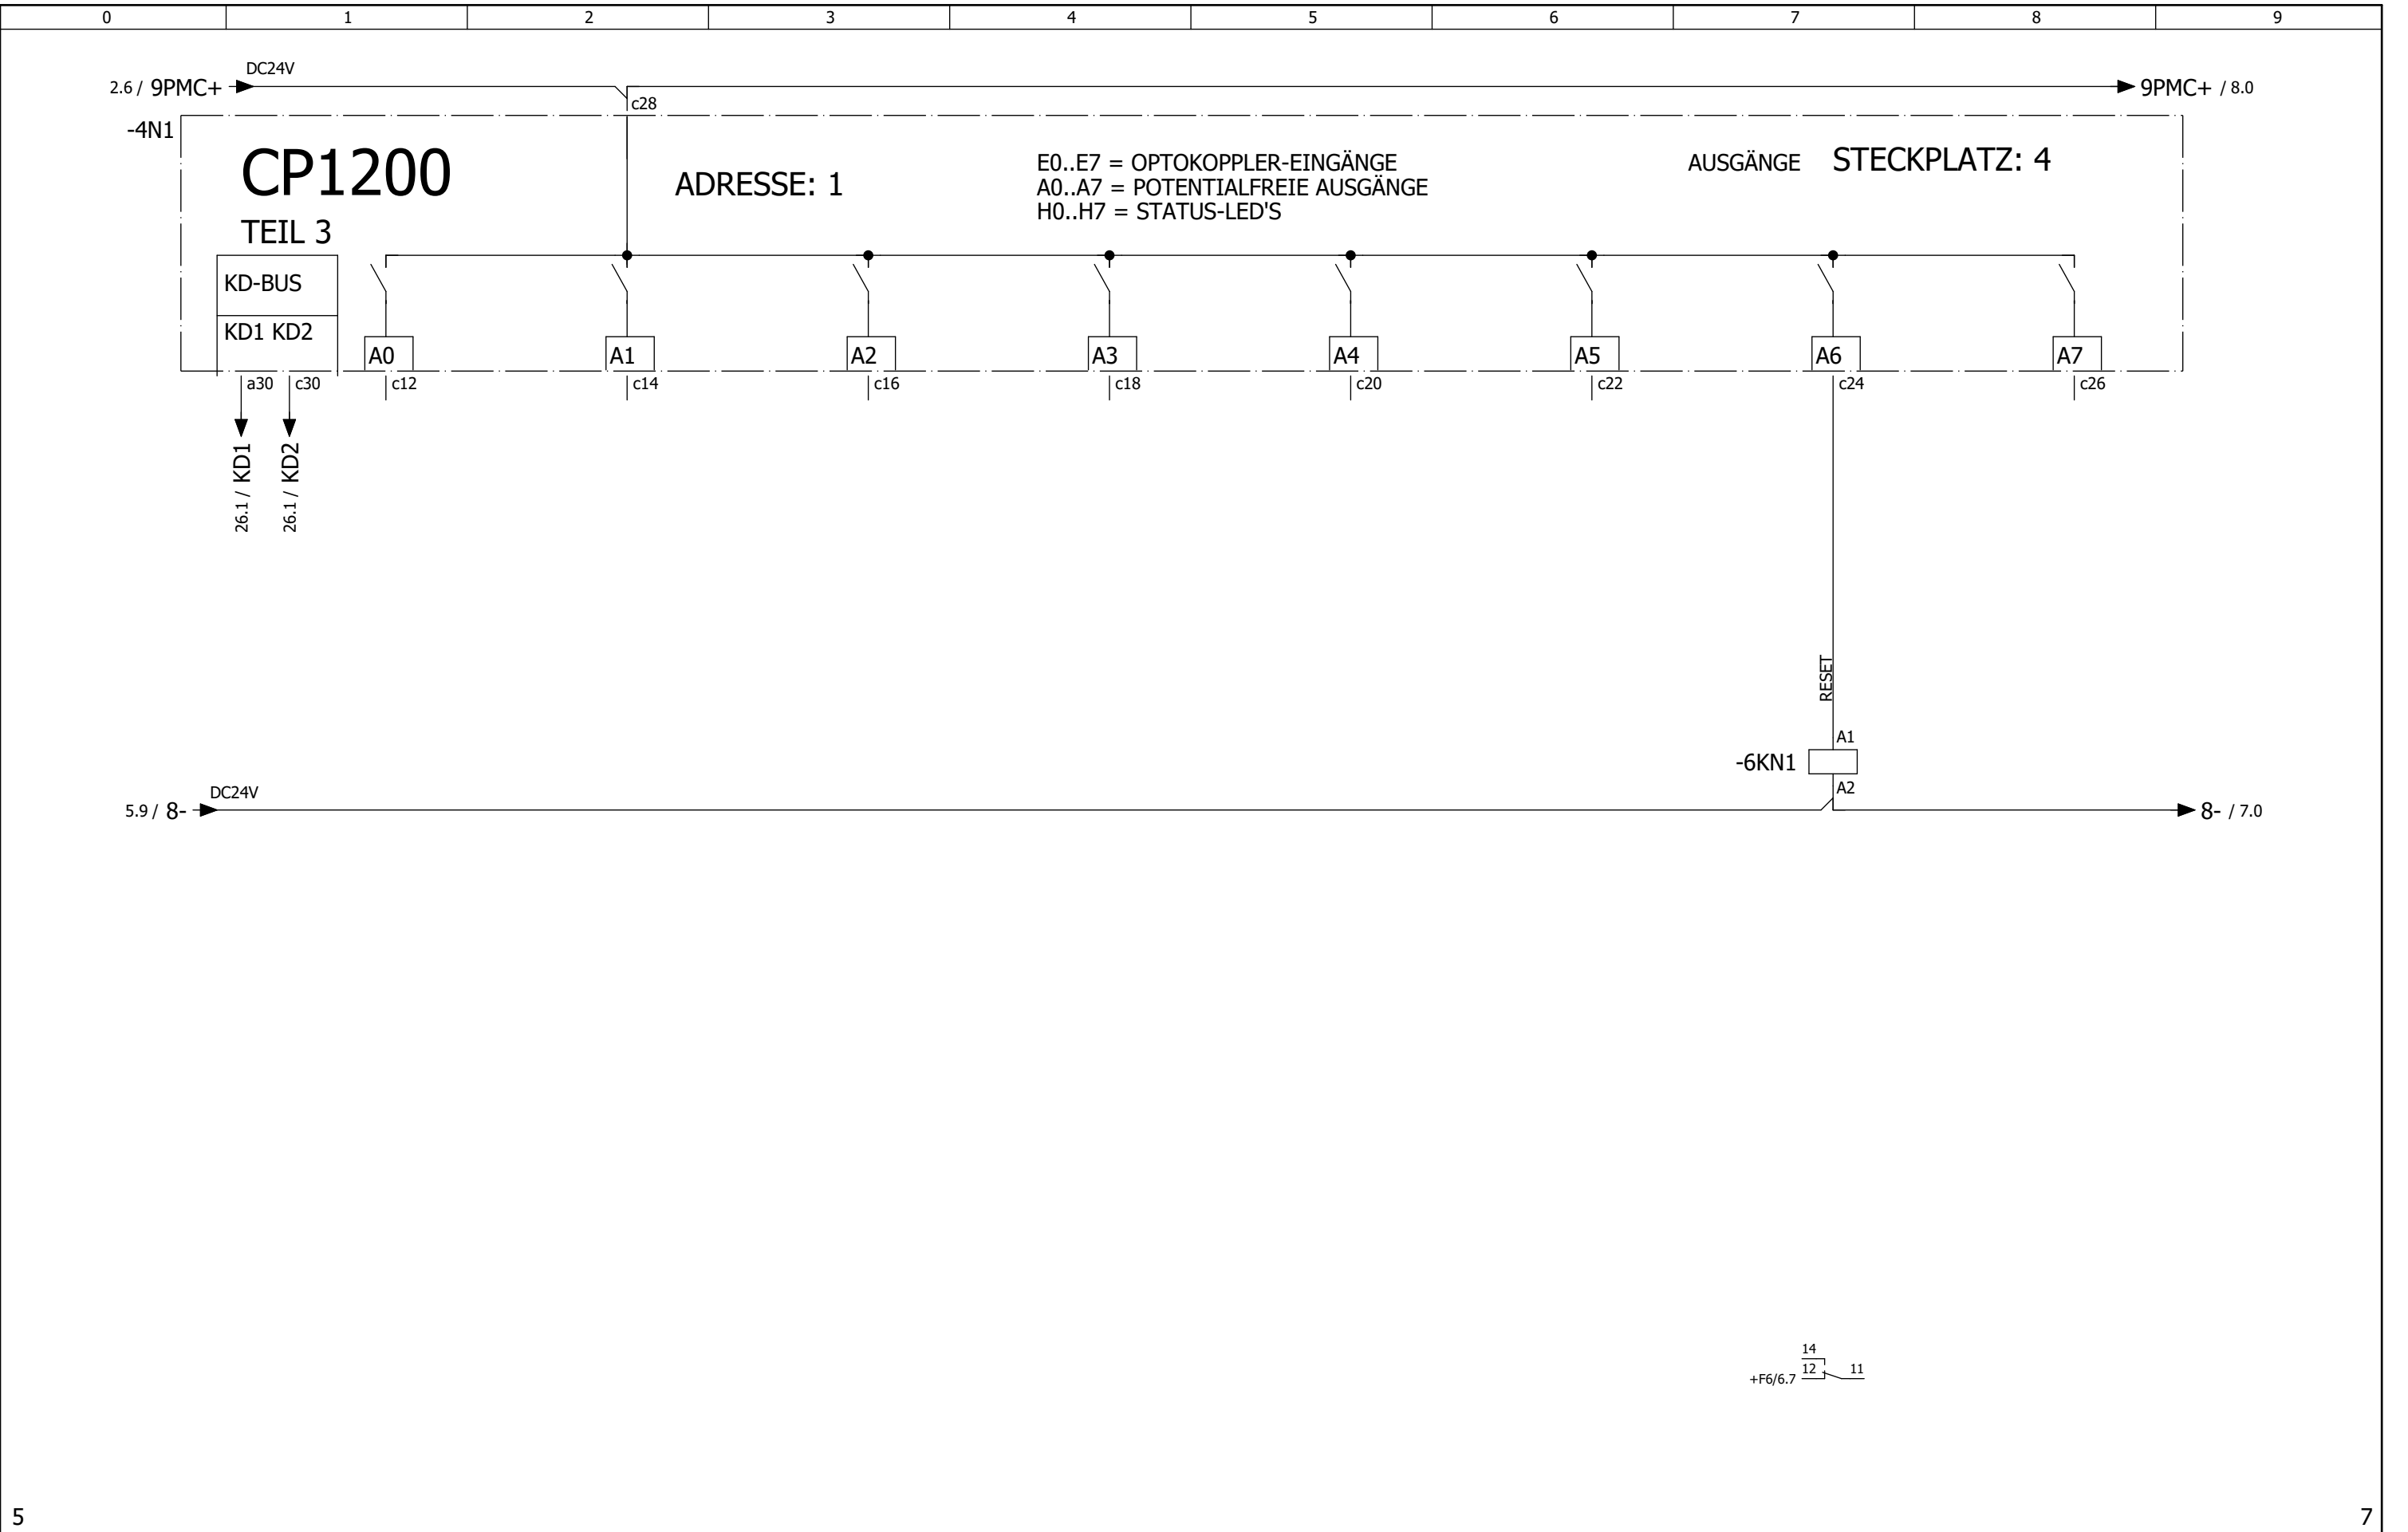 0 1 2 3 4 5 6 7 8 9
DC24V
2.6 / 9PMC+
9PMC+ / 8.0
c28
-4N1
CP1200
TEIL 3
ADRESSE: 1
E0..E7 = OPTOKOPPLER-EINGÄNGE
A0..A7 = POTENTIALFREIE AUSGÄNGE
H0..H7 = STATUS-LED'S
AUSGÄNGE STECKPLATZ: 4
KD-BUS
KD1 KD2
A0 A1 A2 A3 A4 A5 A6 A7
a30 c30 c12 c14 c16 c18 c20 c22 c24 c26
26.1 / KD1
26.1 / KD2
RESET
A1
-6KN1
A2
DC24V
5.9 / 8-
8- / 7.0
14
12 11
+F6/6.7
5 7